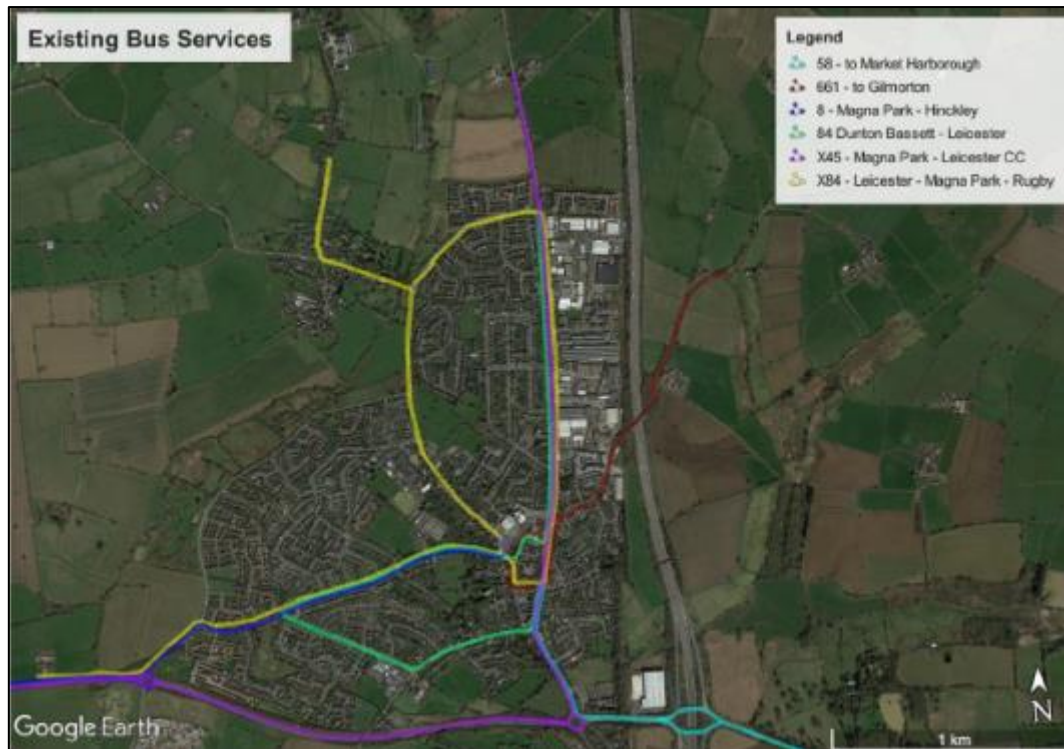 Existing Bus Services
Legend
58 - to Market Harborough
661 - to Gilmorton
8 - Magna Park - Hinckley
84 Dunton Bassett - Leicester
X45 - Magna Park - Leicester CC
X84 - Leicester - Magna Park - Rugby
N
Google Earth
1 km